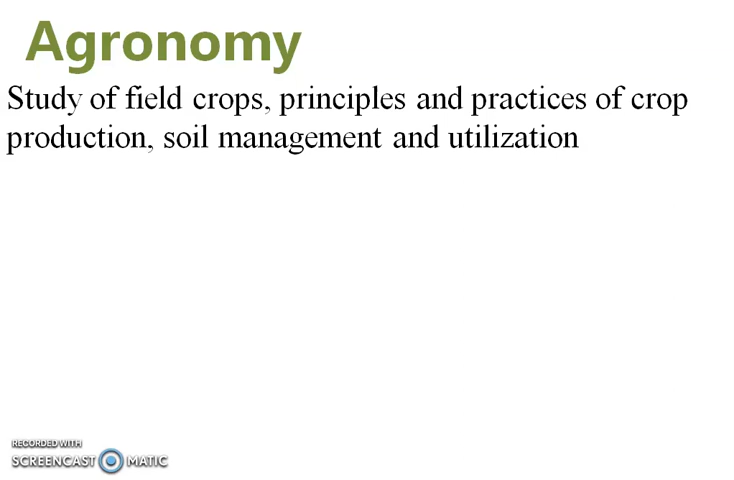 Agronomy
Study of field crops, principles and practices of crop
production, soil management and utilization
RECORDED WITH
SCREENCAST MATIC